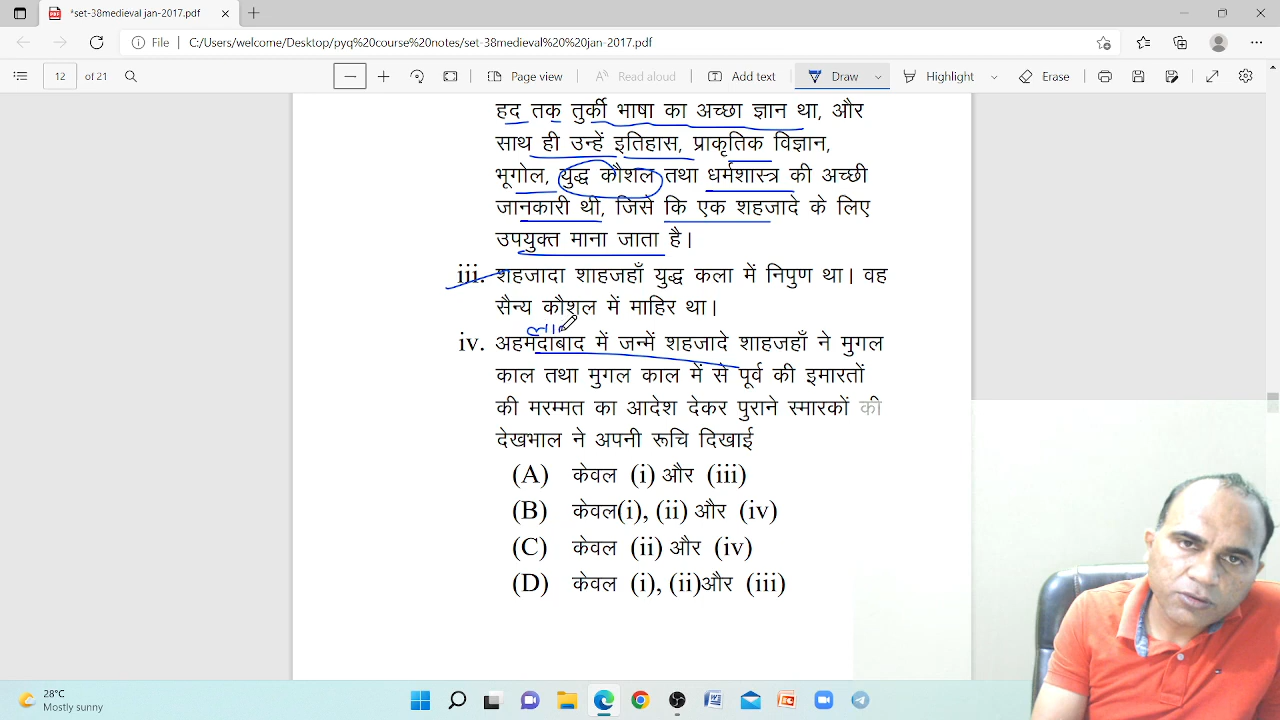 *set-38medieval jan-2017.pdf
File C:/Users/welcome/Desktop/pyq%20course%20notes/set-38medieval%20%20jan-2017.pdf
12 of 21 Page view Read aloud Add text Draw Highlight Erase
हद तक तुर्की भाषा का अच्छा ज्ञान था, और
साथ ही उन्हें इतिहास, प्राकृतिक विज्ञान,
भूगोल, युद्ध कौशल तथा धर्मशास्त्र की अच्छी
जानकारी थी, जिसे कि एक शहजादे के लिए
उपयुक्त माना जाता है।
iii. शहजादा शाहजहाँ युद्ध कला में निपुण था। वह
सैन्य कौशल में माहिर था।
iv. अहमदाबाद में जन्में शहजादे शाहजहाँ ने मुगल
काल तथा मुगल काल में से पूर्व की इमारतों
की मरम्मत का आदेश देकर पुराने स्मारकों की
देखभाल ने अपनी रूचि दिखाई
(A) केवल (i) और (iii)
(B) केवल(i), (ii) और (iv)
(C) केवल (ii) और (iv)
(D) केवल (i), (ii)और (iii)
28°C
Mostly sunny